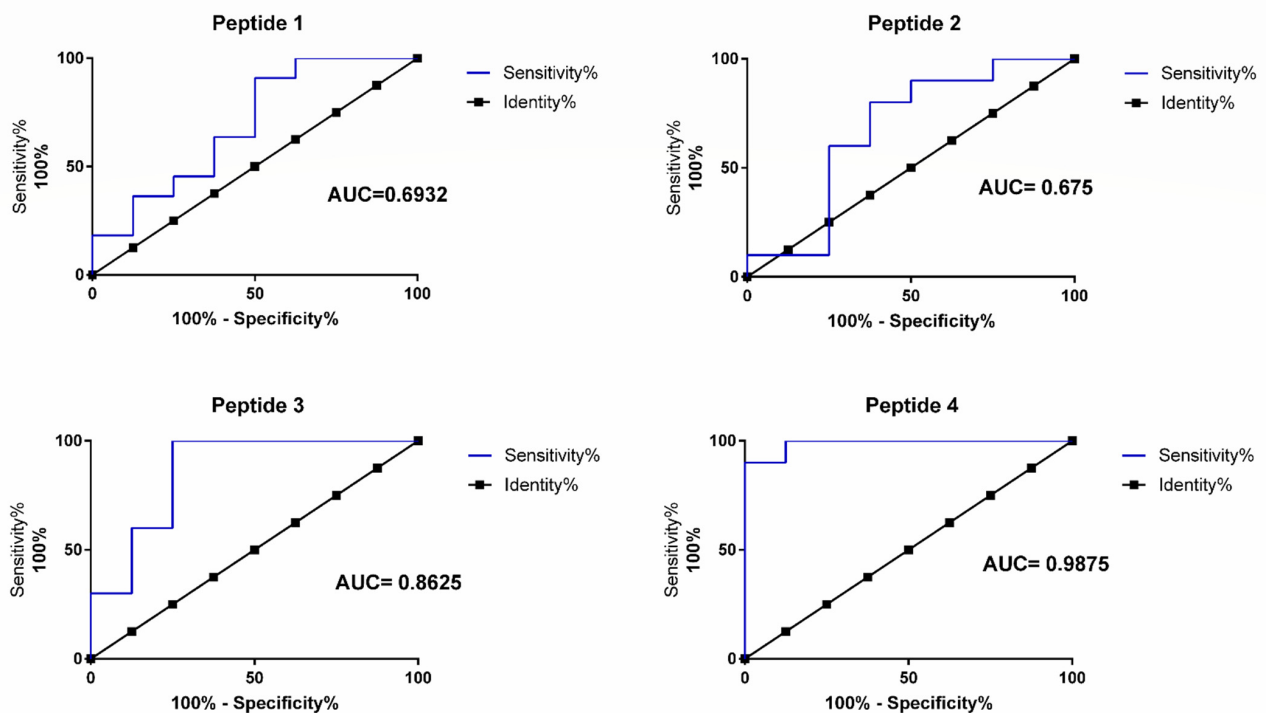 Peptide 1
100
50
0
0
50
100
Sensitivity%
100%
100% - Specificity%
Sensitivity%
Identity%
AUC=0.6932
Peptide 2
100
50
0
0
50
100
Sensitivity%
100%
100% - Specificity%
Sensitivity%
Identity%
AUC= 0.675
Peptide 3
100
50
0
0
50
100
Sensitivity%
100%
100% - Specificity%
Sensitivity%
Identity%
AUC= 0.8625
Peptide 4
100
50
0
0
50
100
Sensitivity%
100%
100% - Specificity%
Sensitivity%
Identity%
AUC= 0.9875